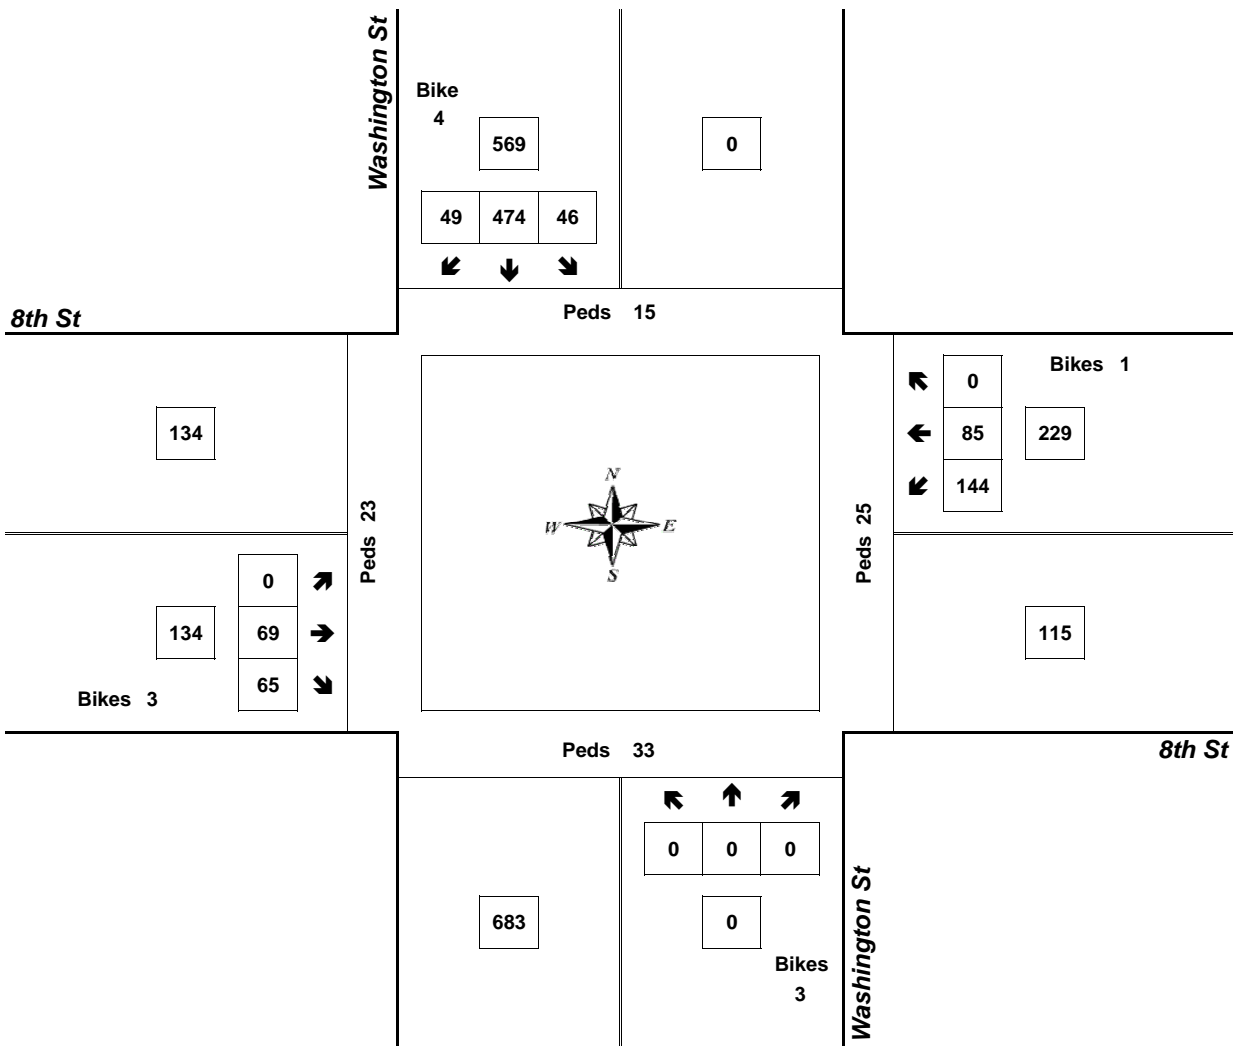 Washington St
Bike
4
569
0
49 474 46
Peds 15
8th St
Bikes 1
0
85 229
144
134
N
W E
S
Peds 23
Peds 25
0
134 69
65
Bikes 3
115
Peds 33
8th St
0 0 0
683
0
Bikes
3
Washington St